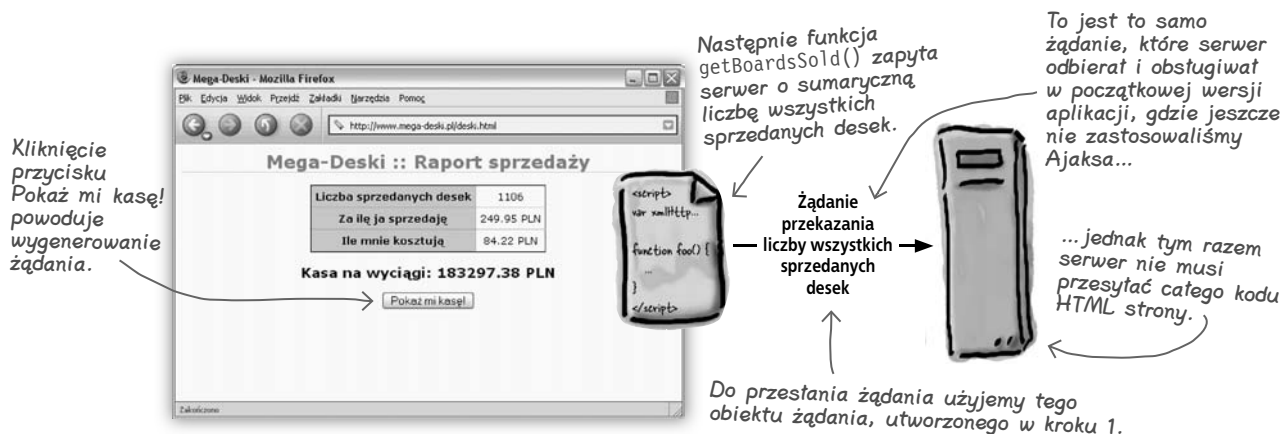 Kliknięcie
przycisku
Pokaż mi kasę!
powoduje
wygenerowanie
żądania.
Mega-Deski - Mozilla Firefox
Plik Edycja Widok Przejdź Zakładki Narzędzia Pomoc
http://www.mega-deski.pl/deski.html
Mega-Deski :: Raport sprzedaży
Liczba sprzedanych desek 1106
Za ilę ja sprzedaję 249.95 PLN
Ile mnie kosztują 84.22 PLN
Kasa na wyciągi: 183297.38 PLN
Pokaż mi kasę!
Zakończono
Następnie funkcja
getBoardsSold() zapyta
serwer o sumaryczną
liczbę wszystkich
sprzedanych desek.
<script>
var xmlHttp...
function foo() {
...
}
</script>
Żądanie
przekazania
liczby wszystkich
sprzedanych
desek
To jest to samo
żądanie, które serwer
odbierał i obsługiwał
w początkowej wersji
aplikacji, gdzie jeszcze
nie zastosowaliśmy
Ajaksa...
...jednak tym razem
serwer nie musi
przesyłać całego kodu
HTML strony.
Do przesłania żądania użyjemy tego
obiektu żądania, utworzonego w kroku 1.